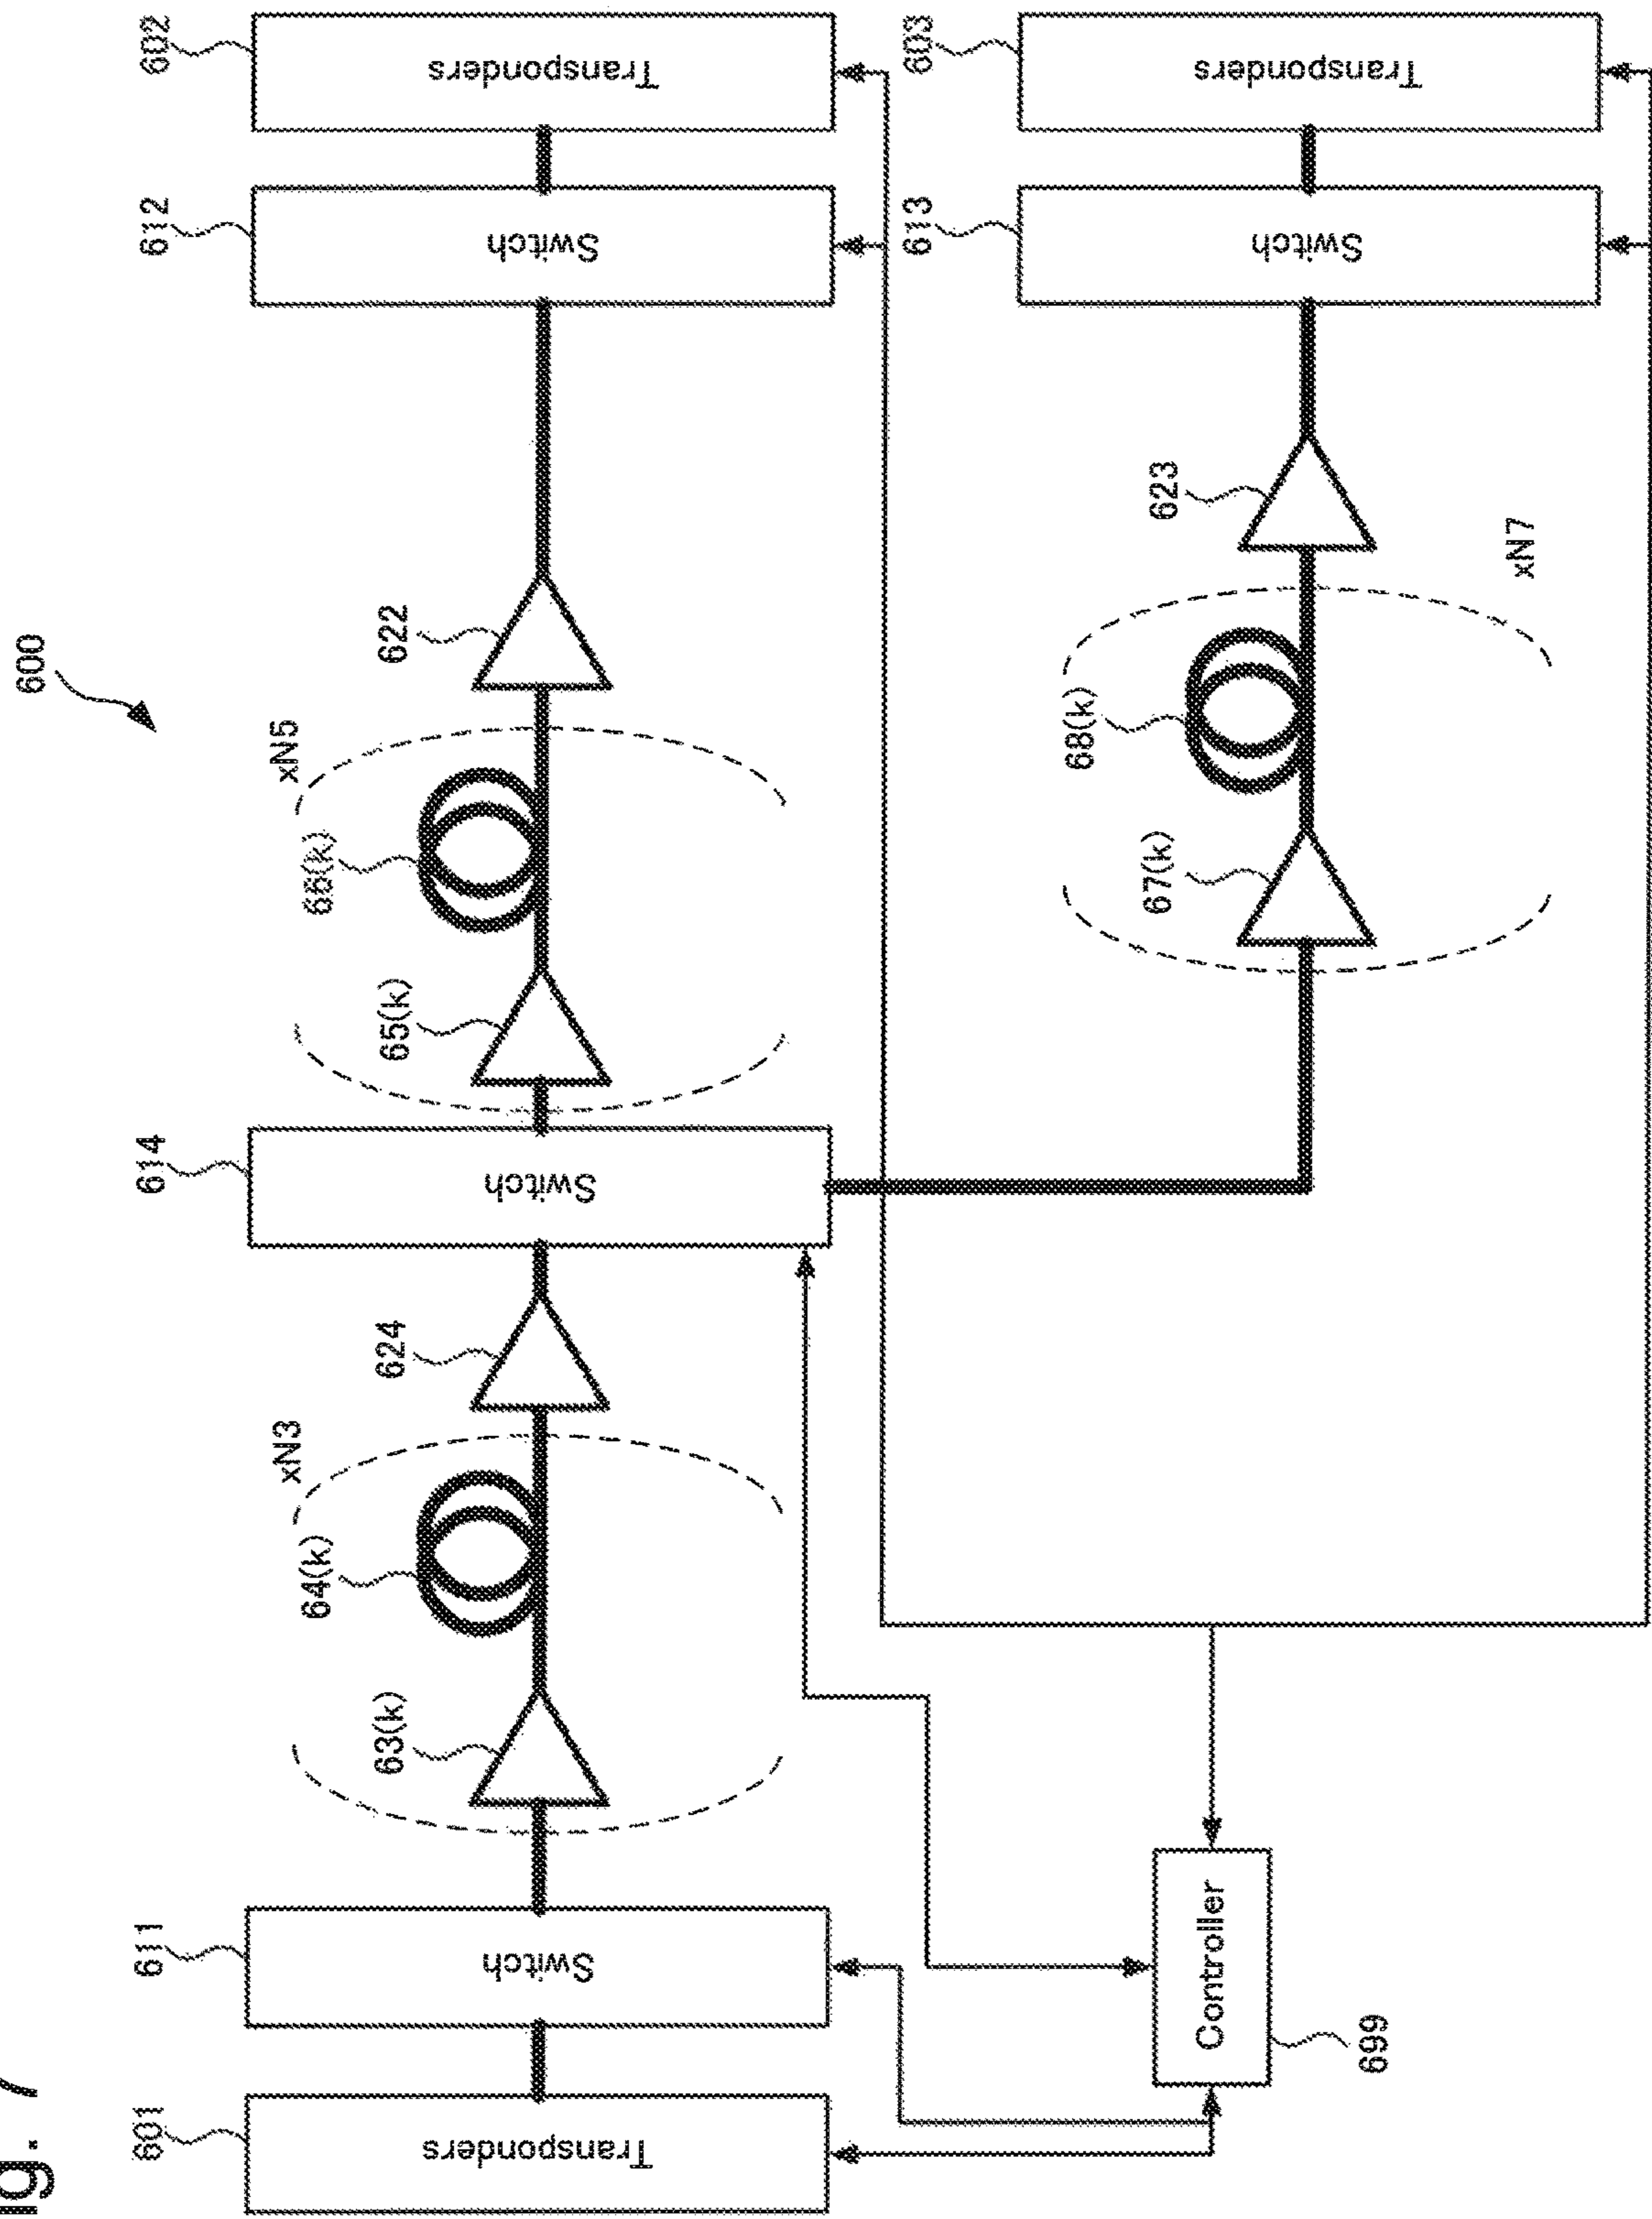 ig. 7
600
601
Transponders
611
Switch
63(k)
64(k)
xN3
624
614
Switch
65(k)
66(k)
xN5
622
612
Switch
602
Transponders
67(k)
68(k)
xN7
623
613
Switch
603
Transponders
Controller
699